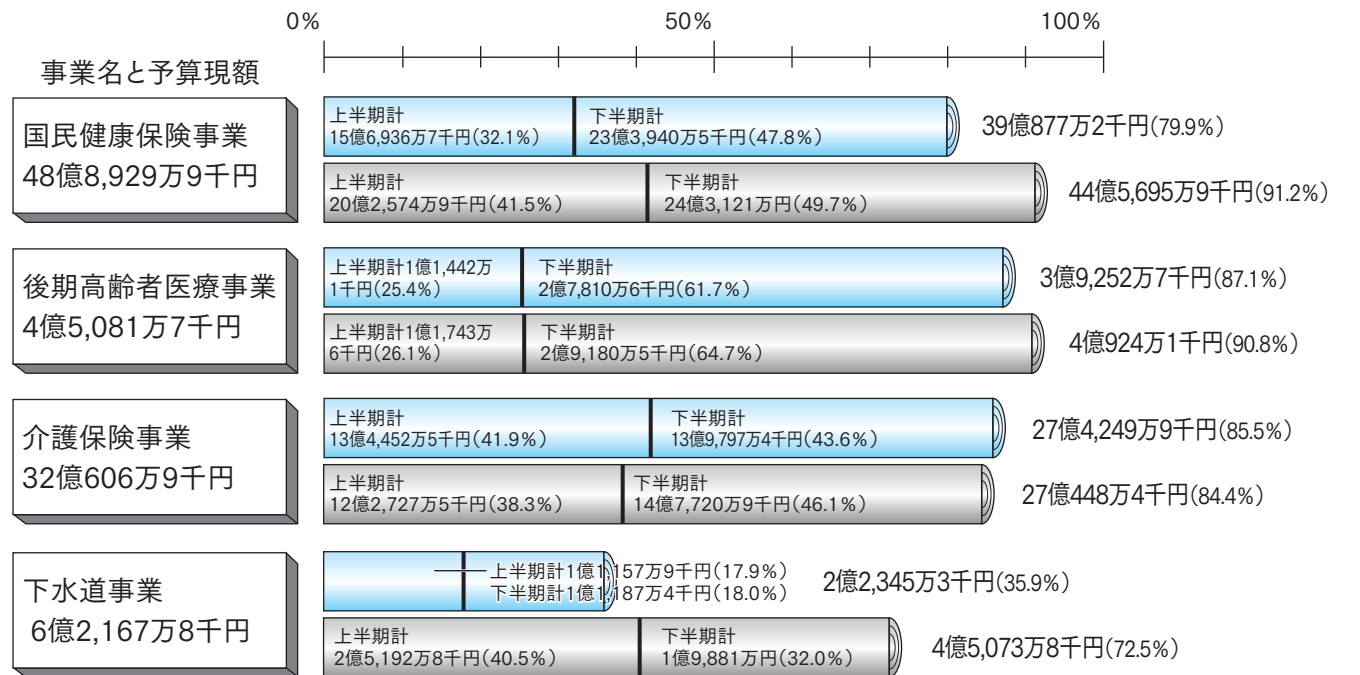 0% 50% 100%
事業名と予算現額
国民健康保険事業
48億8,929万9千円
上半期計
15億6,936万7千円(32.1%)
下半期計
23億3,940万5千円(47.8%)
39億877万2千円(79.9%)
上半期計
20億2,574万9千円(41.5%)
下半期計
24億3,121万円(49.7%)
44億5,695万9千円(91.2%)
後期高齢者医療事業
4億5,081万7千円
上半期計1億1,442万
1千円(25.4%)
下半期計
2億7,810万6千円(61.7%)
3億9,252万7千円(87.1%)
上半期計1億1,743万
6千円(26.1%)
下半期計
2億9,180万5千円(64.7%)
4億924万1千円(90.8%)
介護保険事業
32億606万9千円
上半期計
13億4,452万5千円(41.9%)
下半期計
13億9,797万4千円(43.6%)
27億4,249万9千円(85.5%)
上半期計
12億2,727万5千円(38.3%)
下半期計
14億7,720万9千円(46.1%)
27億448万4千円(84.4%)
下水道事業
6億2,167万8千円
上半期計1億1,157万9千円(17.9%)
下半期計1億1,187万4千円(18.0%)
2億2,345万3千円(35.9%)
上半期計
2億5,192万8千円(40.5%)
下半期計
1億9,881万円(32.0%)
4億5,073万8千円(72.5%)